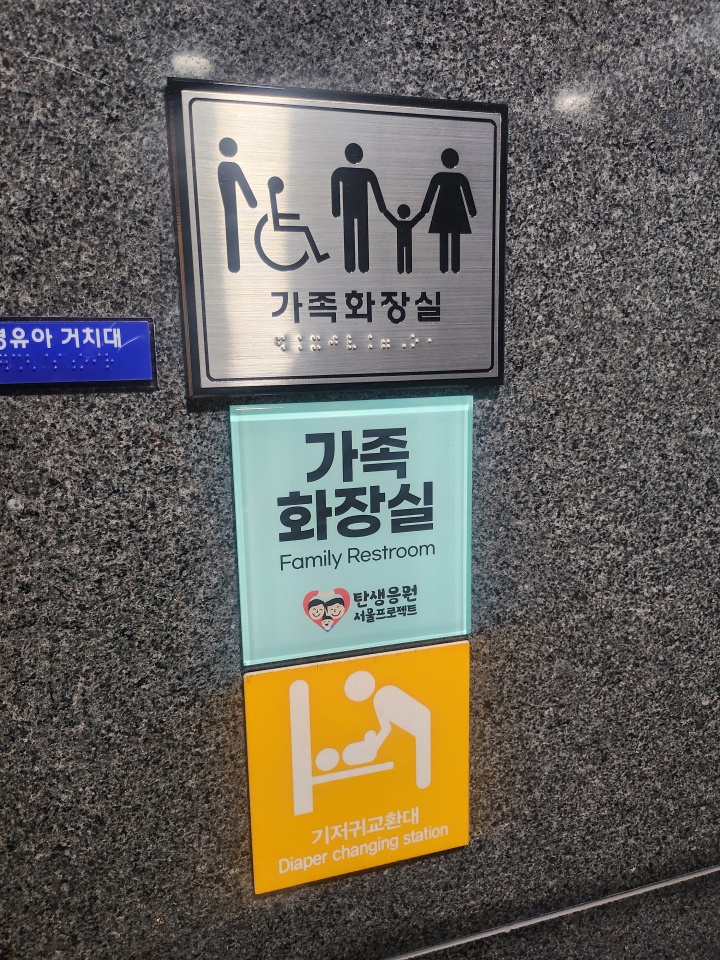 가족화장실
영유아 거치대
가족
화장실
Family Restroom
탄생응원
서울프로젝트
기저귀교환대
Diaper changing station